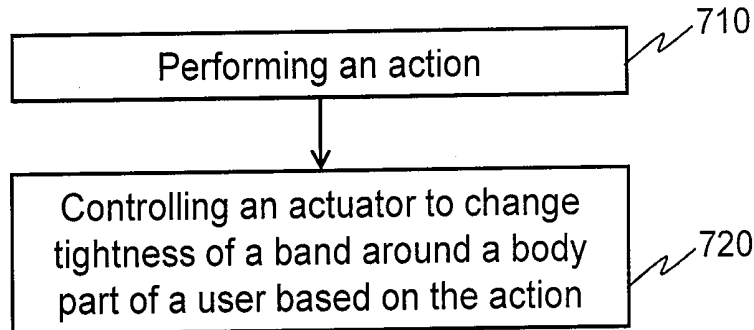 710
Performing an action
Controlling an actuator to change
tightness of a band around a body
part of a user based on the action
720